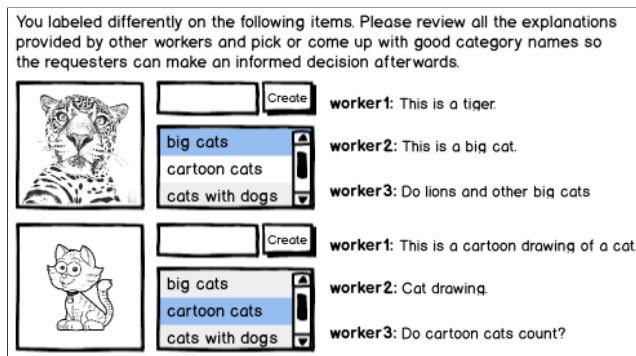 You labeled differently on the following items. Please review all the explanations
provided by other workers and pick or come up with good category names so
the requesters can make an informed decision afterwards.
Create
big cats
cartoon cats
cats with dogs
worker1: This is a tiger.
worker2: This is a big cat.
worker3: Do lions and other big cats
Create
big cats
cartoon cats
cats with dogs
worker1: This is a cartoon drawing of a cat.
worker2: Cat drawing.
worker3: Do cartoon cats count?